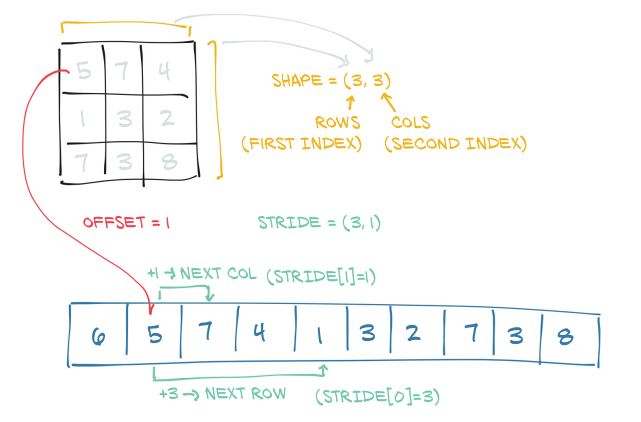 5 7 4
1 3 2
7 3 8
SHAPE = (3, 3)
ROWS
(FIRST INDEX)
COLS
(SECOND INDEX)
OFFSET = 1
STRIDE = (3, 1)
+1 → NEXT COL (STRIDE[1]=1)
6 5 7 4 1 3 2 7 3 8
+3 → NEXT ROW (STRIDE[0]=3)